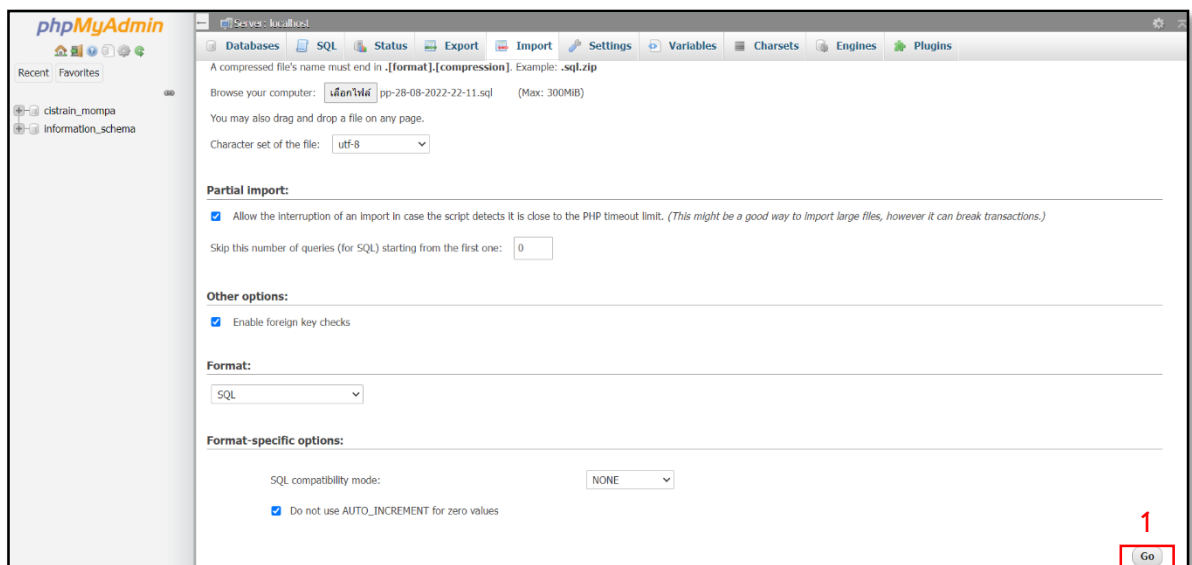 phpMyAdmin
Recent Favorites
cistrain_mompa
information_schema
Server: localhost
Databases SQL Status Export Import Settings Variables Charsets Engines Plugins
A compressed file's name must end in .[format].[compression]. Example: .sql.zip
Browse your computer: เลือกไฟล์ pp-28-08-2022-22-11.sql (Max: 300MiB)
You may also drag and drop a file on any page.
Character set of the file: utf-8
Partial import:
Allow the interruption of an import in case the script detects it is close to the PHP timeout limit. (This might be a good way to import large files, however it can break transactions.)
Skip this number of queries (for SQL) starting from the first one: 0
Other options:
Enable foreign key checks
Format:
SQL
Format-specific options:
SQL compatibility mode: NONE
Do not use AUTO_INCREMENT for zero values
1
Go